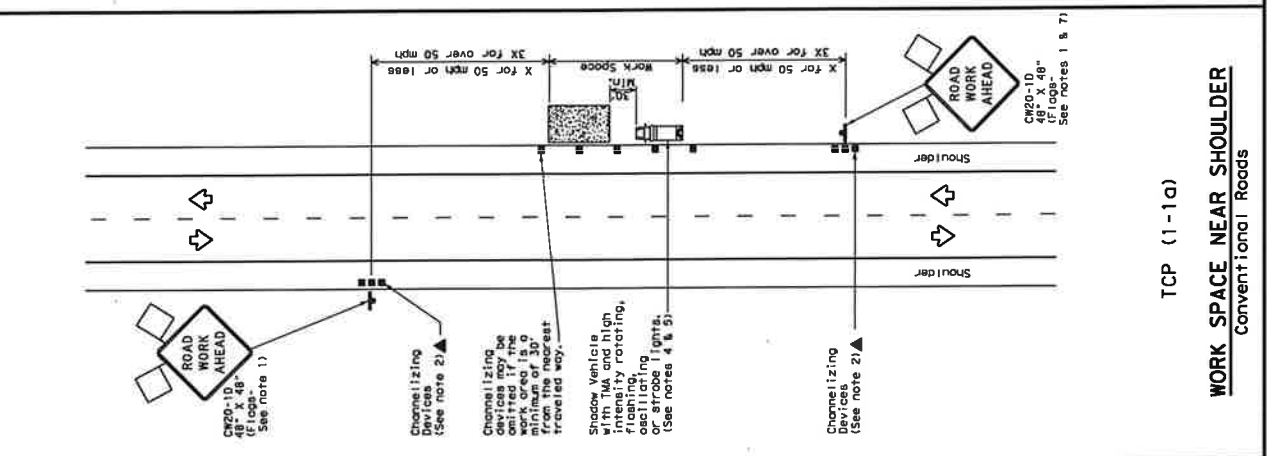 ROAD
WORK
AHEAD
CW20-1D
48" X 48"
(Flags-
See note 1)
Channelizing
Devices
(See note 2)▲
Channelizing
devices may be
omitted if the
work area is a
minimum of 30'
from the nearest
traveled way.
Shadow Vehicle
with TMA and high
intensity rotating,
flashing,
oscillating
or strobe lights.
(See notes 4 & 5)
Channelizing
Devices
(See note 2)▲
Shoulder
Shoulder
X for 50 mph or less
3X for over 50 mph
Work Space
30'
Min.
X for 50 mph or less
3X for over 50 mph
Shoulder
ROAD
WORK
AHEAD
CW20-1D
48" X 48"
(Flags-
See notes 1 & 7)
TCP (1-1a)
WORK SPACE NEAR SHOULDER
Conventional Roads